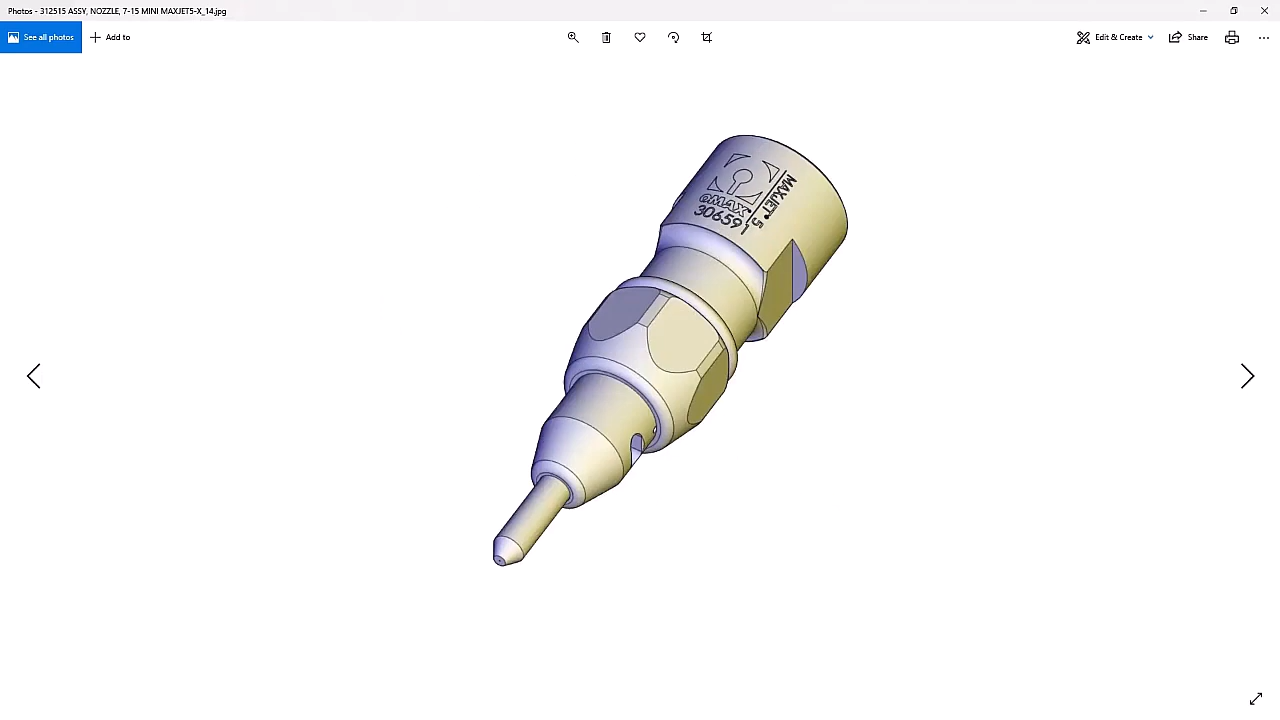 Photos - 312515 ASSY, NOZZLE, 7-15 MINI MAXJET5-X_14.jpg
See all photos
Add to
Edit & Create
Share
OMAX®
306591
MAXJET® 5